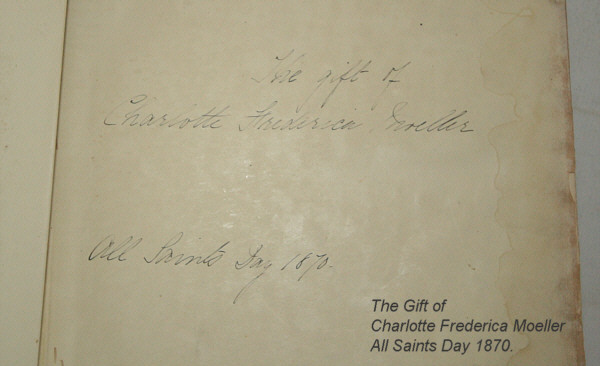 The gift of
Charlotte Frederica Moeller
All Saints Day 1870.
The Gift of
Charlotte Frederica Moeller
All Saints Day 1870.